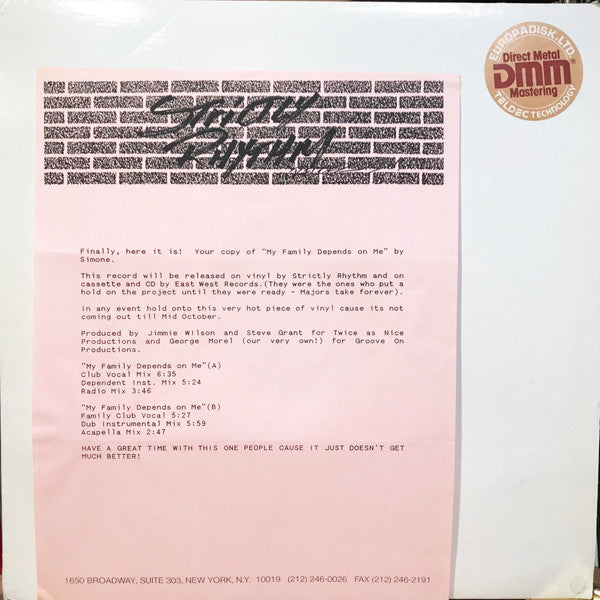 EUROPADISK, LTD.
Direct Metal
DMM®
Mastering
TELDEC TECHNOLOGY
STRICTLY
RHYTHM
Finally, here it is! Your copy of "My Family Depends on Me" by
Simone.
This record will be released on vinyl by Strictly Rhythm and on
cassette and CD by East West Records.(They were the ones who put a
hold on the project until they were ready - Majors take forever).
In any event hold onto this very hot piece of vinyl cause its not
coming out till Mid October.
Produced by Jimmie Wilson and Steve Grant for Twice as Nice
Productions and George Morel (our very own!) for Groove On
Productions.
"My Family Depends on Me"(A)
Club Vocal Mix 6:35
Dependent Inst. Mix 5:24
Radio Mix 3:46
"My Family Depends on Me"(B)
Family Club Vocal 5:27
Dub Instrumental Mix 5:59
Acapella Mix 2:47
HAVE A GREAT TIME WITH THIS ONE PEOPLE CAUSE IT JUST DOESN'T GET
MUCH BETTER!
1650 BROADWAY, SUITE 303, NEW YORK, N.Y. 10019 (212) 246-0026 FAX (212) 246-2191